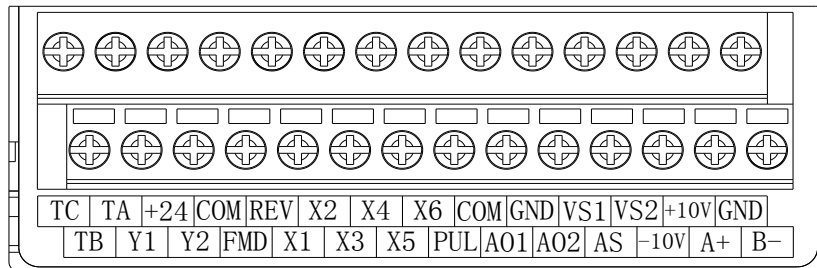 TC TA +24 COM REV X2 X4 X6 COM GND VS1 VS2 +10V GND
TB Y1 Y2 FMD X1 X3 X5 PUL AO1 AO2 AS -10V A+ B-